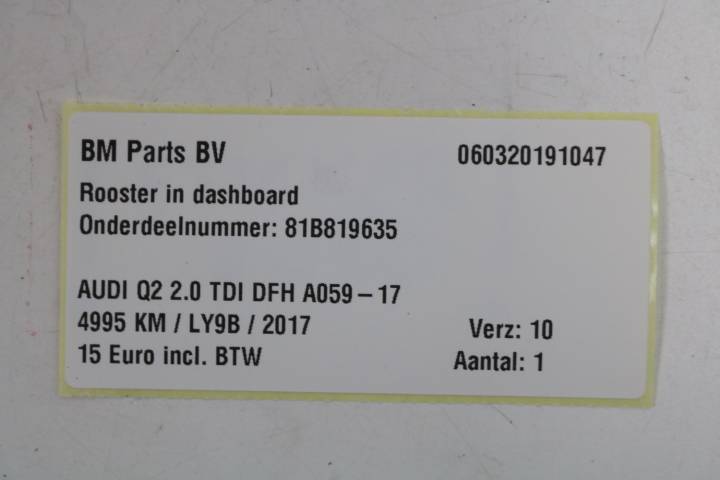 BM Parts BV 060320191047
Rooster in dashboard
Onderdeelnummer: 81B819635
AUDI Q2 2.0 TDI DFH A059-17
4995 KM / LY9B / 2017 Verz: 10
15 Euro incl. BTW Aantal: 1